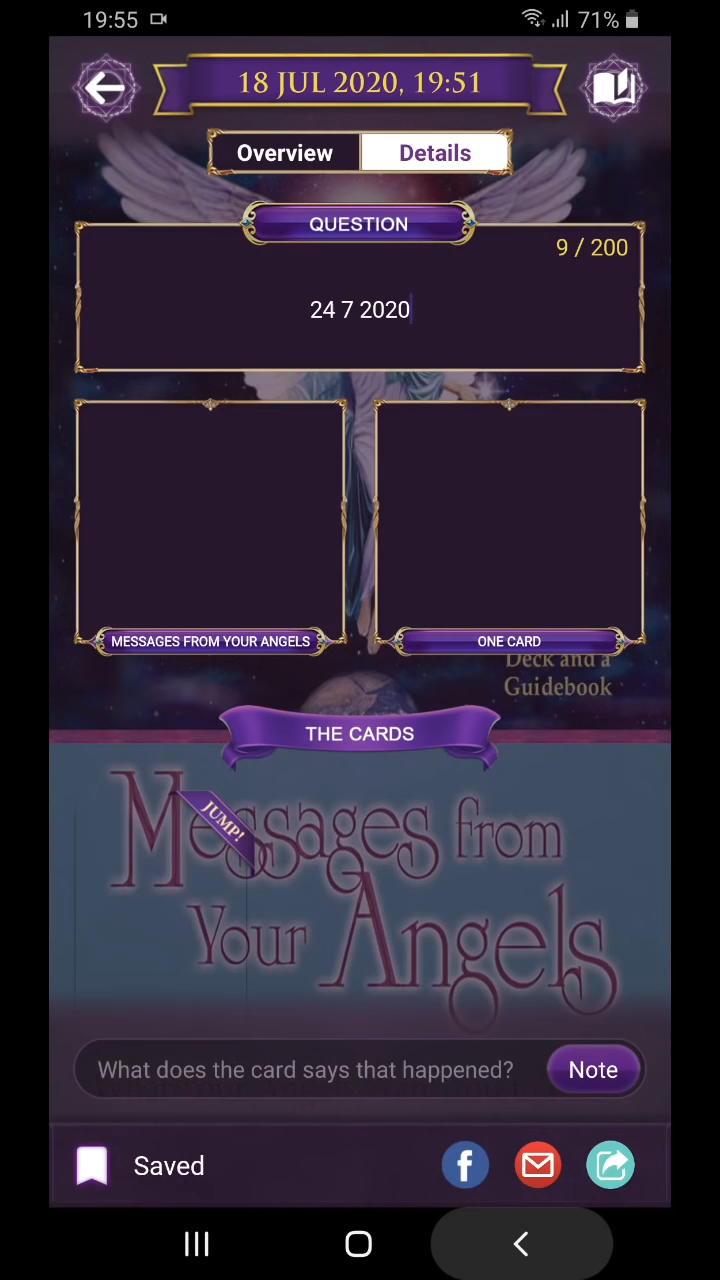 19:55
71%
18 JUL 2020, 19:51
Overview
Details
QUESTION
9 / 200
24 7 2020
MESSAGES FROM YOUR ANGELS
ONE CARD
Deck and a
Guidebook
THE CARDS
JUMP!
Messages from
Your Angels
What does the card says that happened?
Note
Saved